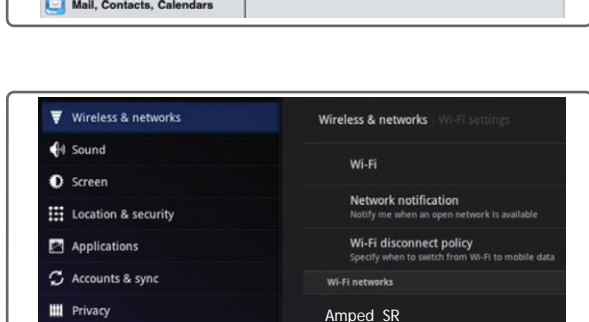 Mail, Contacts, Calendars
Wireless & networks
Sound
Screen
Location & security
Applications
Accounts & sync
Privacy
Wireless & networks Wi-Fi settings
Wi-Fi
Network notification
Notify me when an open network is available
Wi-Fi disconnect policy
Specify when to switch from Wi-Fi to mobile data
Wi-Fi networks
Amped SR